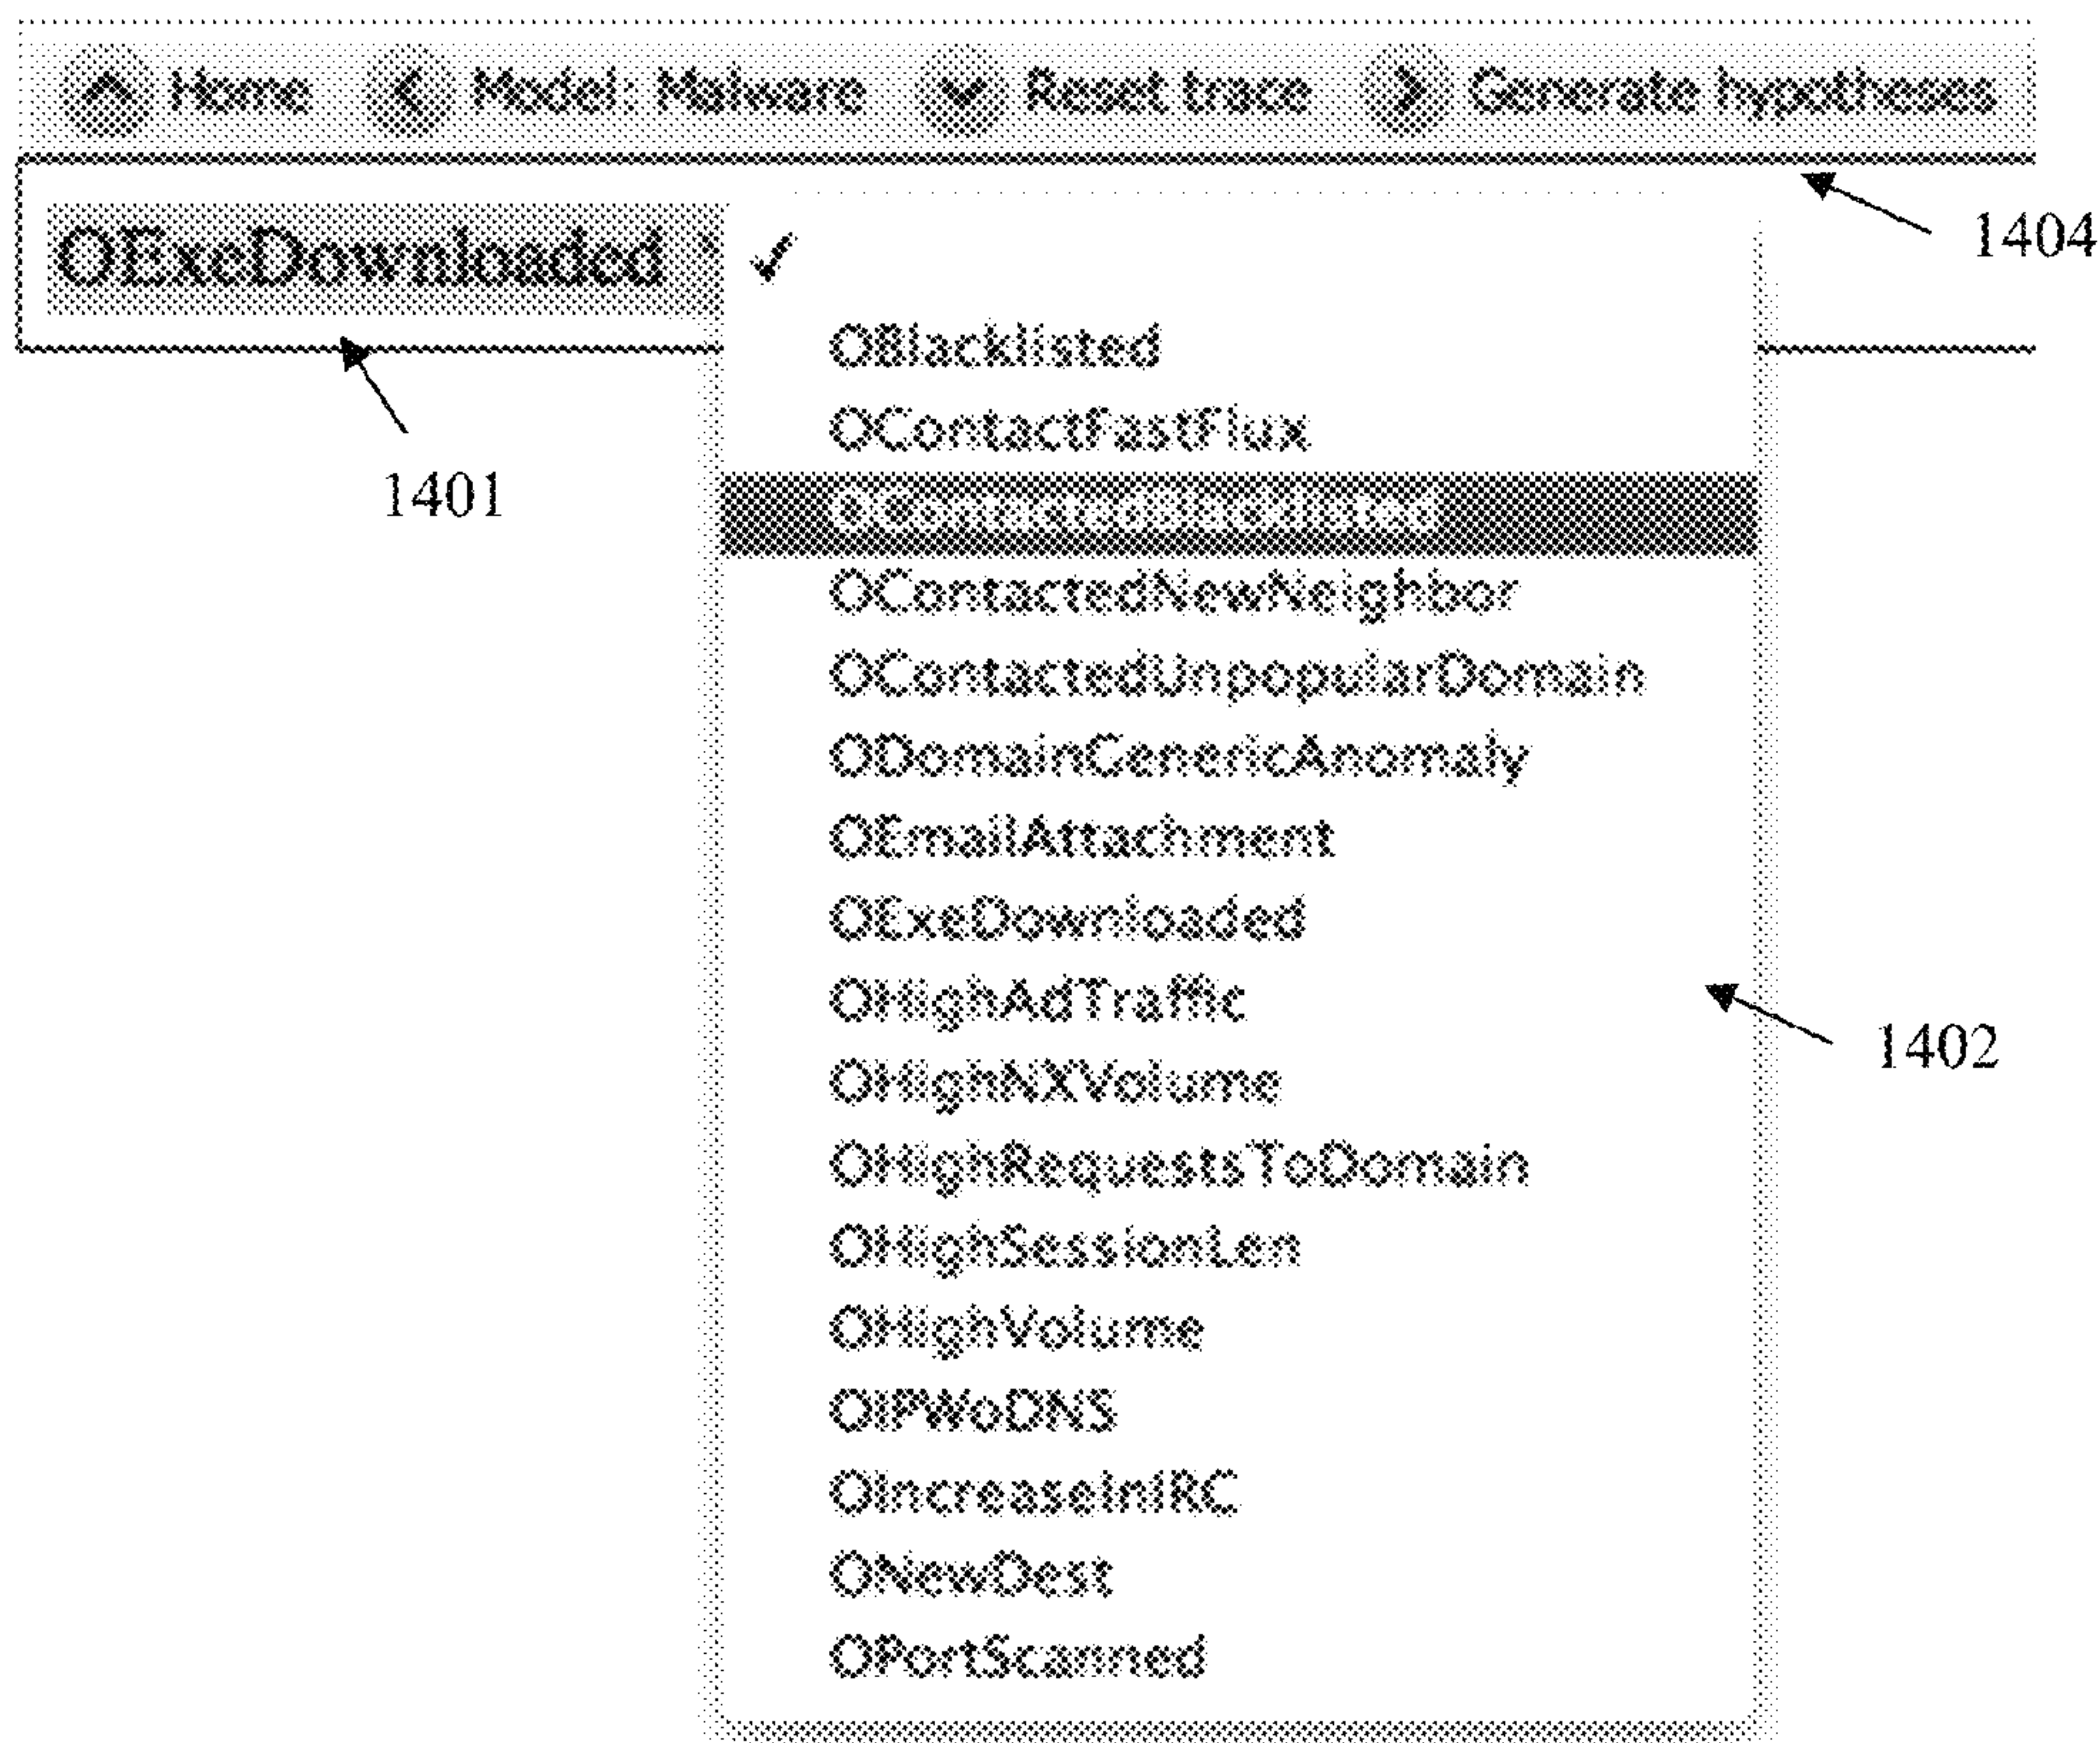 Home Model: Malware Reset trace Generate hypotheses
1404
OExeDownloaded
OBlacklisted
OContactFastFlux
1401
OContactedNewNeighbor
OContactedUnpopularDomain
ODomainGenericAnomaly
OEmailAttachment
OExeDownloaded
OHighAdTraffic
1402
OHighNXVolume
OHighRequestsToDomain
OHighSessionLen
OHighVolume
OIPWoDNS
OIncreaseInIRC
ONewDest
OPortScanned